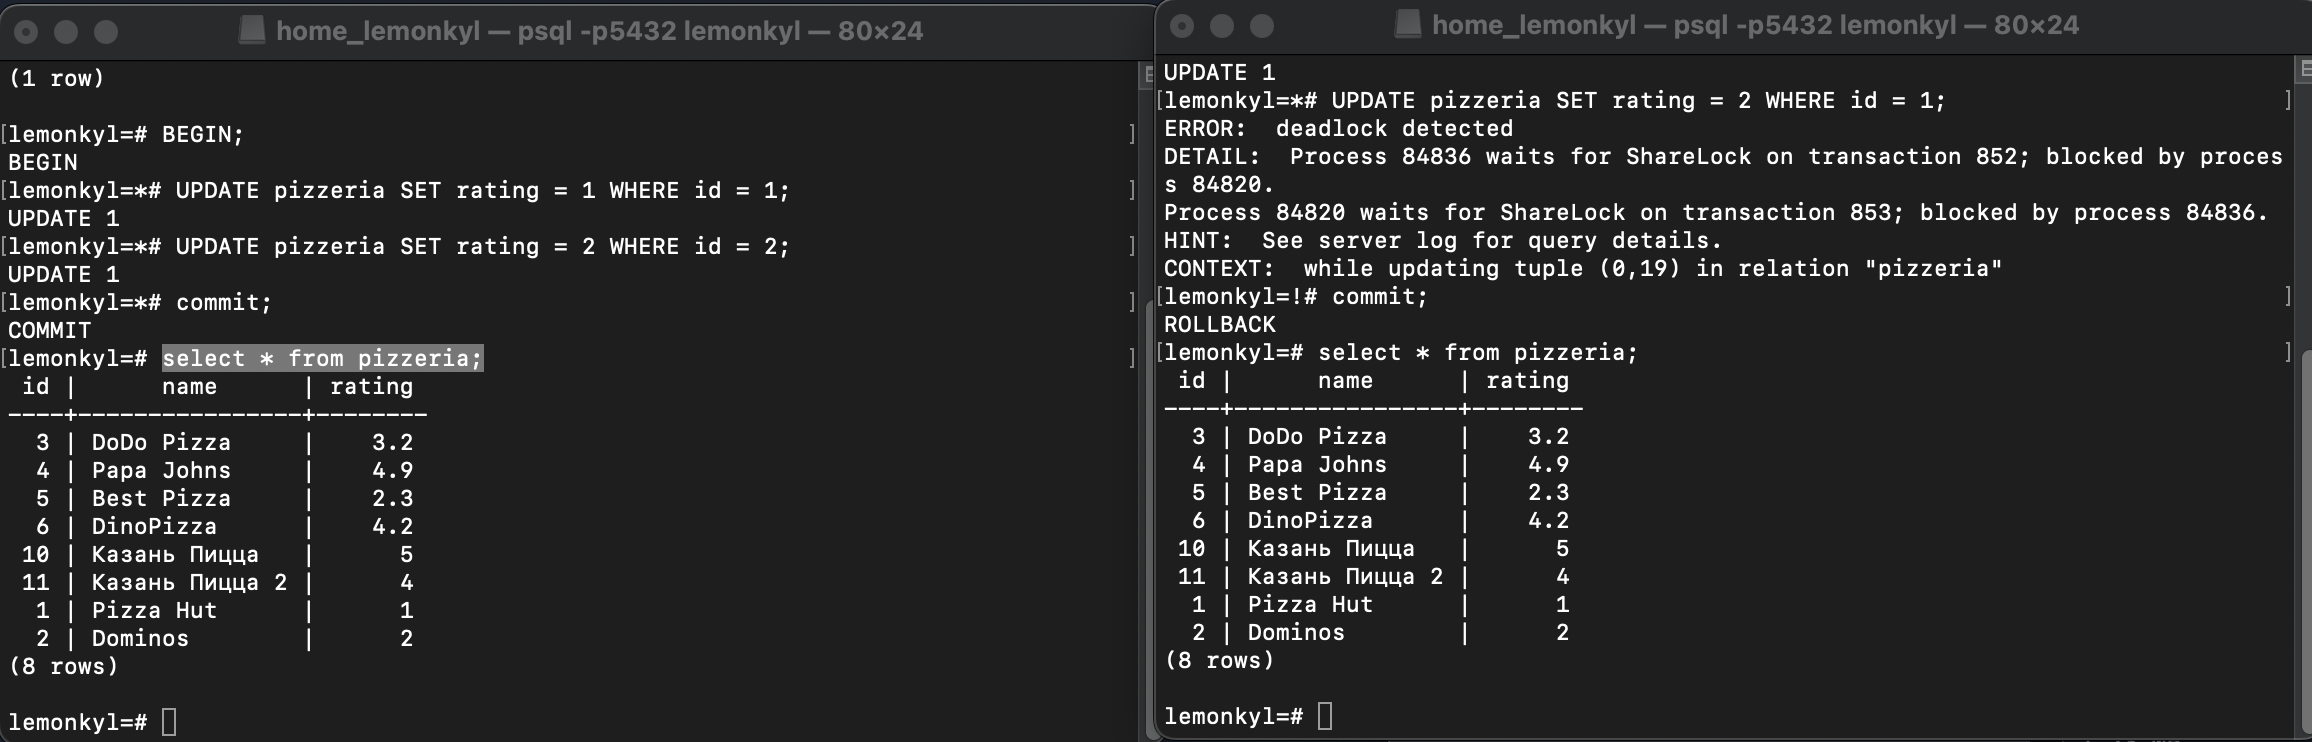 home_lemonkyl — psql -p5432 lemonkyl — 80×24
(1 row)
[lemonkyl=# BEGIN; ]
BEGIN
[lemonkyl=*# UPDATE pizzeria SET rating = 1 WHERE id = 1; ]
UPDATE 1
[lemonkyl=*# UPDATE pizzeria SET rating = 2 WHERE id = 2; ]
UPDATE 1
[lemonkyl=*# commit; ]
COMMIT
[lemonkyl=# select * from pizzeria; ]
 id |      name      | rating
----+----------------+--------
  3 | DoDo Pizza     |    3.2
  4 | Papa Johns     |    4.9
  5 | Best Pizza     |    2.3
  6 | DinoPizza      |    4.2
 10 | Казань Пицца   |      5
 11 | Казань Пицца 2 |      4
  1 | Pizza Hut      |      1
  2 | Dominos        |      2
(8 rows)
lemonkyl=#
home_lemonkyl — psql -p5432 lemonkyl — 80×24
UPDATE 1
[lemonkyl=*# UPDATE pizzeria SET rating = 2 WHERE id = 1; ]
ERROR:  deadlock detected
DETAIL:  Process 84836 waits for ShareLock on transaction 852; blocked by proces
s 84820.
Process 84820 waits for ShareLock on transaction 853; blocked by process 84836.
HINT:  See server log for query details.
CONTEXT:  while updating tuple (0,19) in relation "pizzeria"
[lemonkyl=!# commit; ]
ROLLBACK
[lemonkyl=# select * from pizzeria; ]
 id |      name      | rating
----+----------------+--------
  3 | DoDo Pizza     |    3.2
  4 | Papa Johns     |    4.9
  5 | Best Pizza     |    2.3
  6 | DinoPizza      |    4.2
 10 | Казань Пицца   |      5
 11 | Казань Пицца 2 |      4
  1 | Pizza Hut      |      1
  2 | Dominos        |      2
(8 rows)
lemonkyl=#